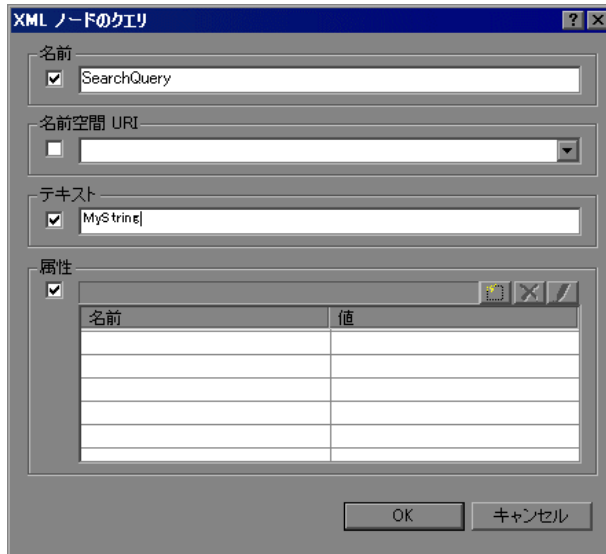 XML ノードのクエリ
名前
SearchQuery
名前空間 URI
テキスト
MyString
属性
名前 値
OK キャンセル